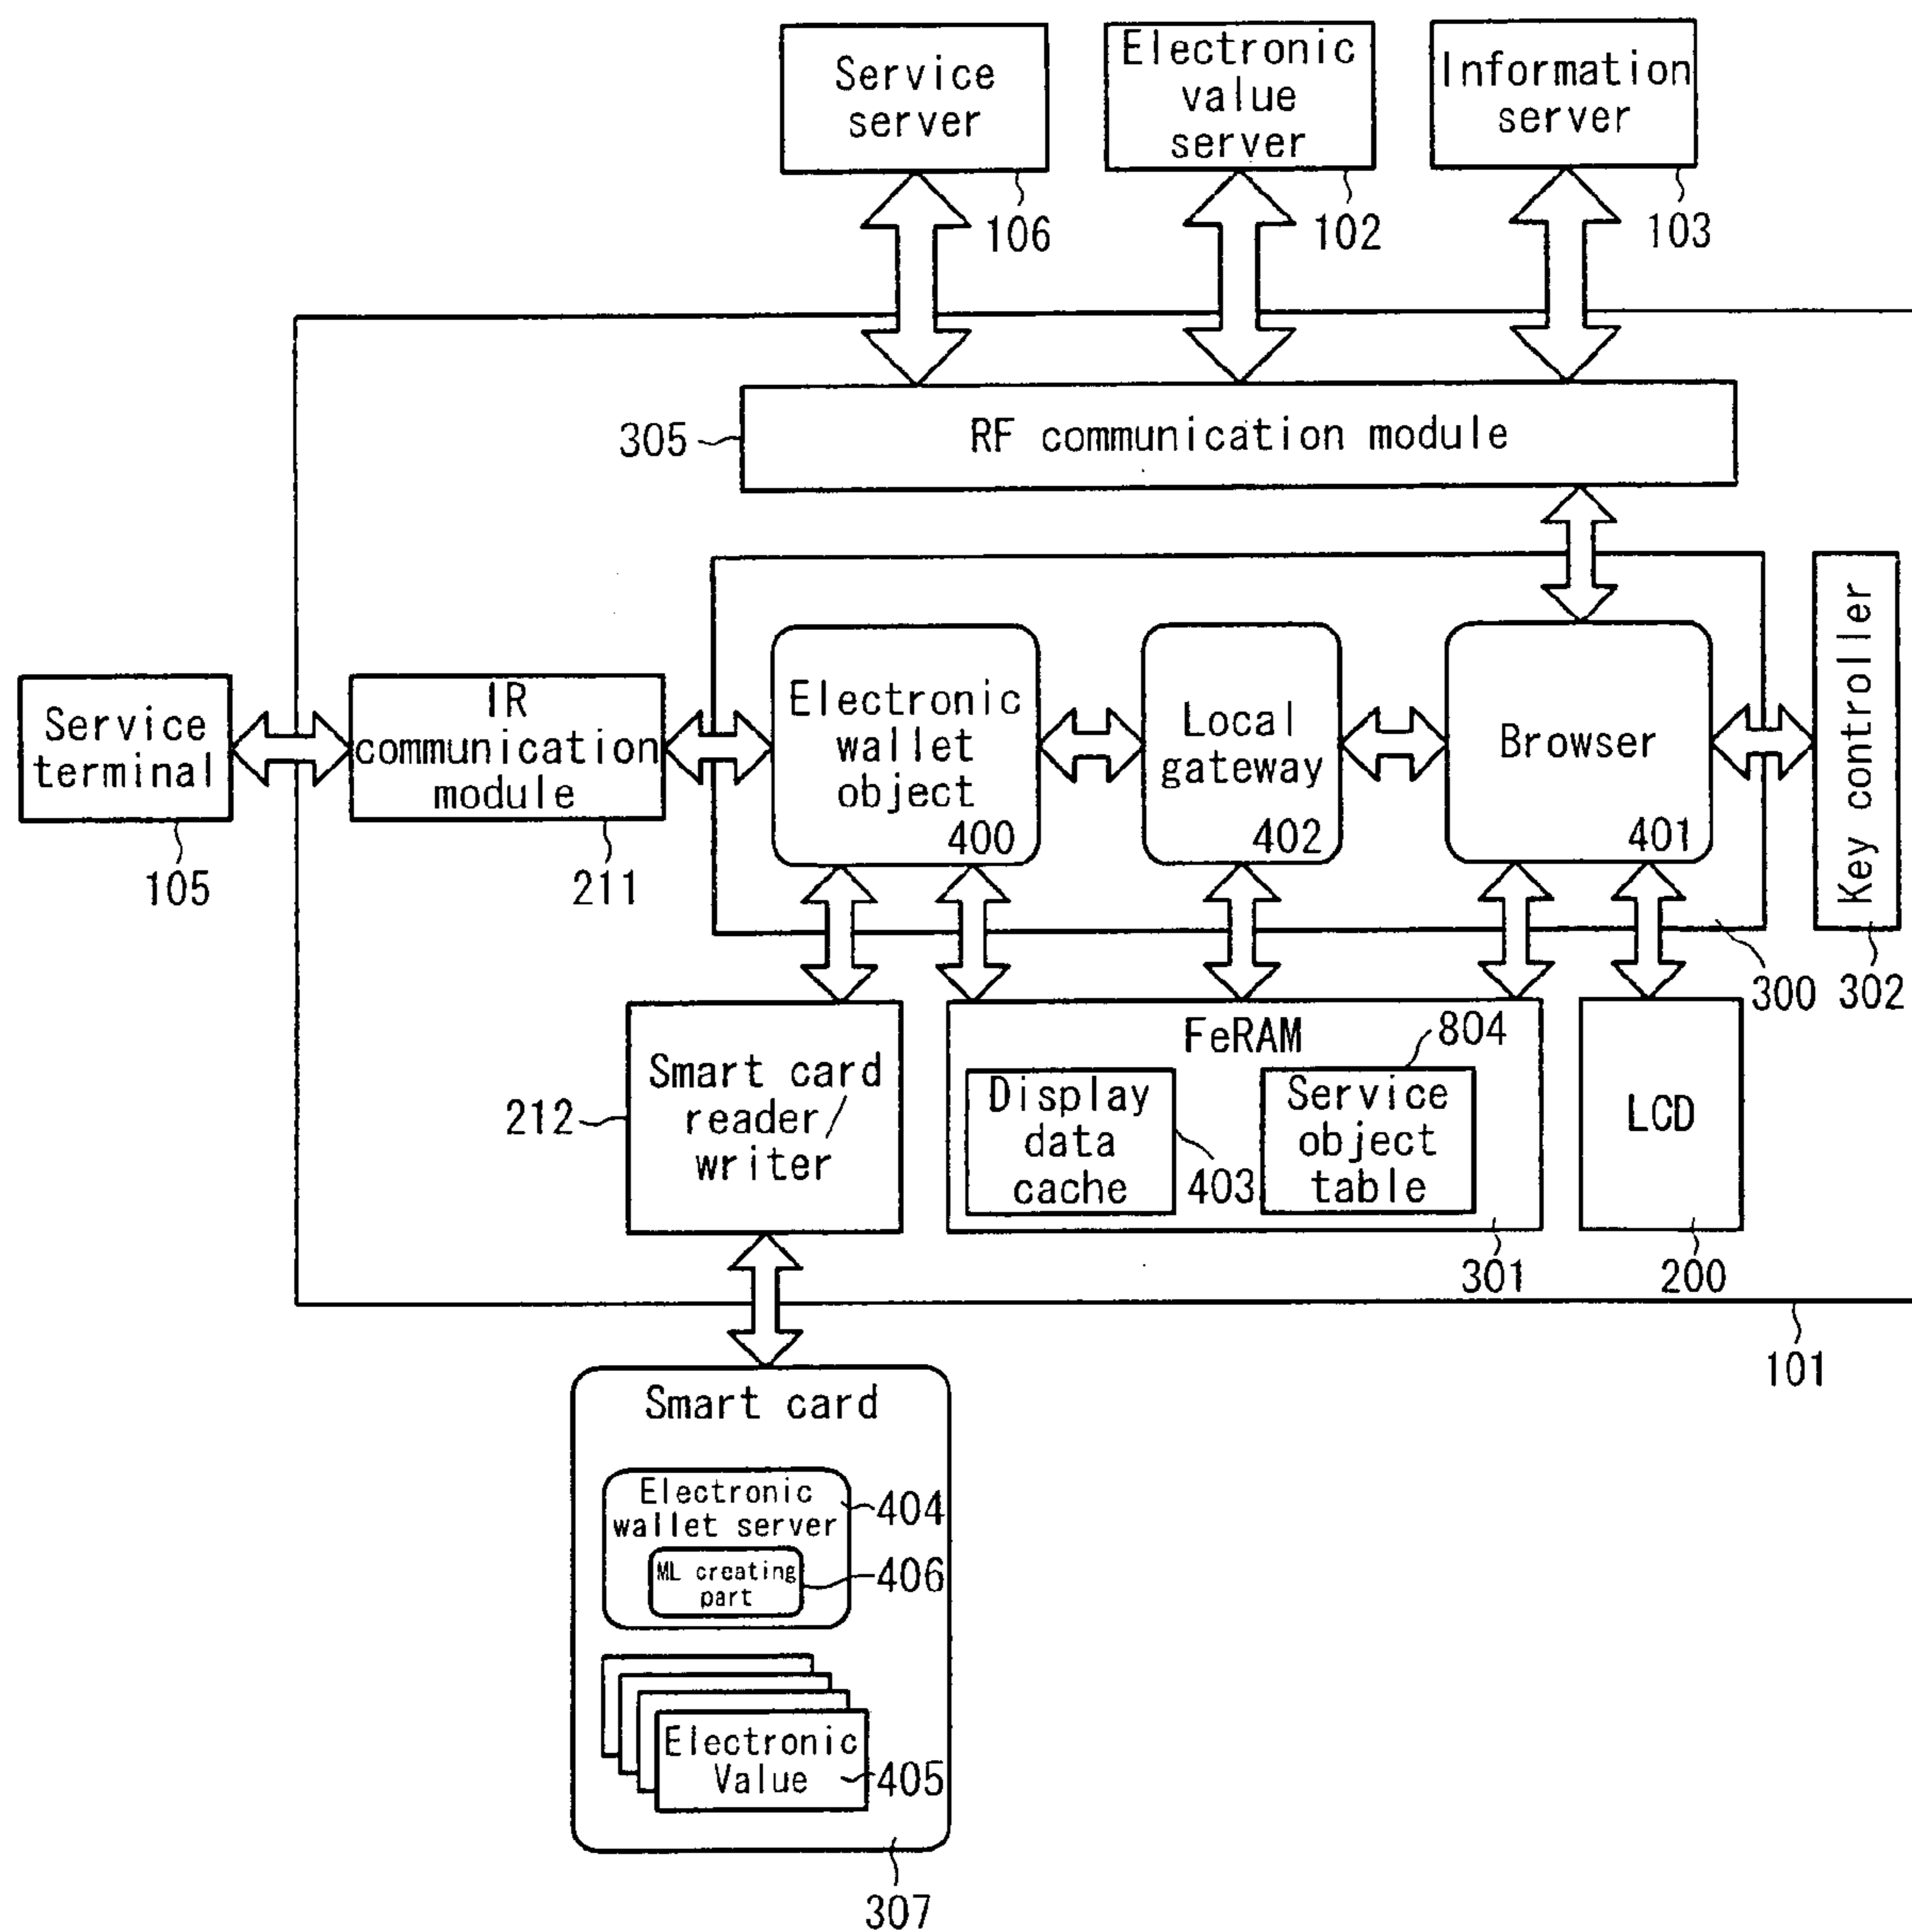 Service
server
106
Electronic
value
server
102
Information
server
103
305
RF communication module
Service
terminal
105
IR
communication
module
211
Electronic
wallet
object
400
Local
gateway
402
Browser
401
Key controller
300
302
212
Smart card
reader/
writer
FeRAM
804
Display
data
cache
403
Service
object
table
301
LCD
200
101
Smart card
Electronic
wallet server
404
ML creating
part
406
Electronic
Value
405
307